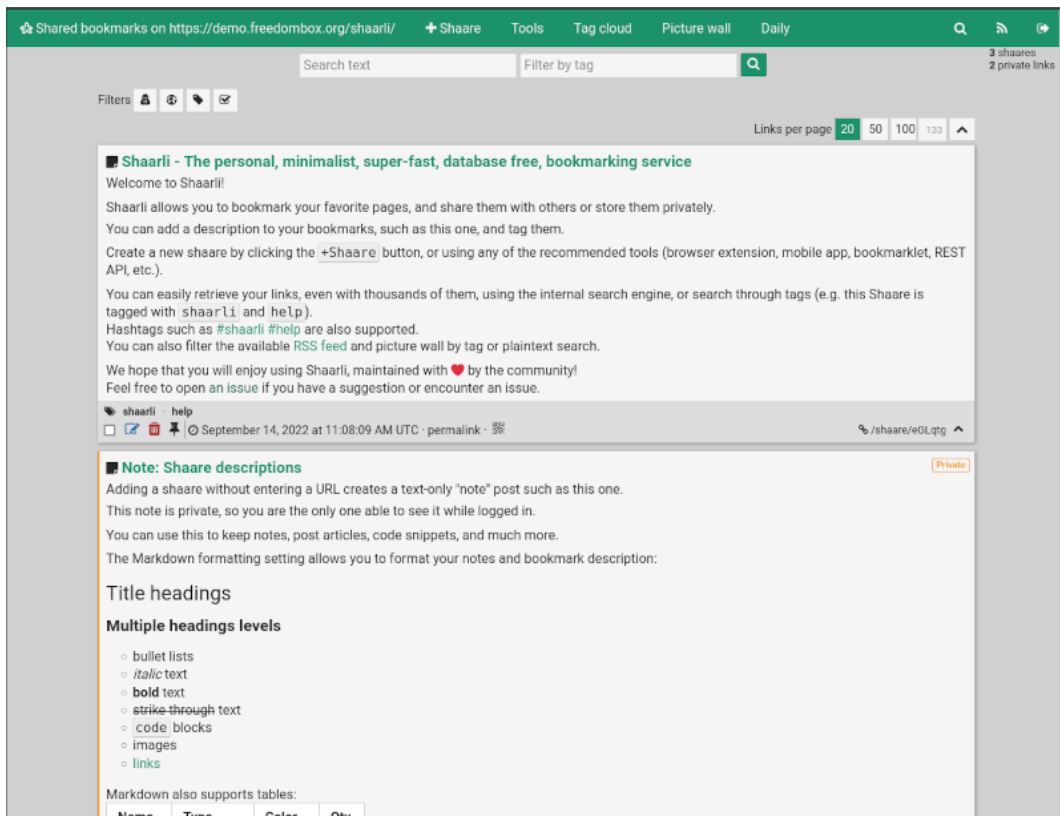 Shared bookmarks on https://demo.freedombox.org/shaarli/ Shaare Tools Tag cloud Picture wall Daily
3 shaares
2 private links
Search text Filter by tag
Filters
Links per page 20 50 100 133
Shaarli - The personal, minimalist, super-fast, database free, bookmarking service
Welcome to Shaarli!
Shaarli allows you to bookmark your favorite pages, and share them with others or store them privately.
You can add a description to your bookmarks, such as this one, and tag them.
Create a new shaare by clicking the +Shaare button, or using any of the recommended tools (browser extension, mobile app, bookmarklet, REST
API, etc.).
You can easily retrieve your links, even with thousands of them, using the internal search engine, or search through tags (e.g. this Shaare is
tagged with shaarli and help).
Hashtags such as #shaarli #help are also supported.
You can also filter the available RSS feed and picture wall by tag or plaintext search.
We hope that you will enjoy using Shaarli, maintained with ❤ by the community!
Feel free to open an issue if you have a suggestion or encounter an issue.
shaarli · help
September 14, 2022 at 11:08:09 AM UTC · permalink · /shaare/eGLqtg
Note: Shaare descriptions Private
Adding a shaare without entering a URL creates a text-only "note" post such as this one.
This note is private, so you are the only one able to see it while logged in.
You can use this to keep notes, post articles, code snippets, and much more.
The Markdown formatting setting allows you to format your notes and bookmark description:
Title headings
Multiple headings levels
bullet lists
italic text
bold text
strike through text
code blocks
images
links
Markdown also supports tables:
Name Type Color Qty